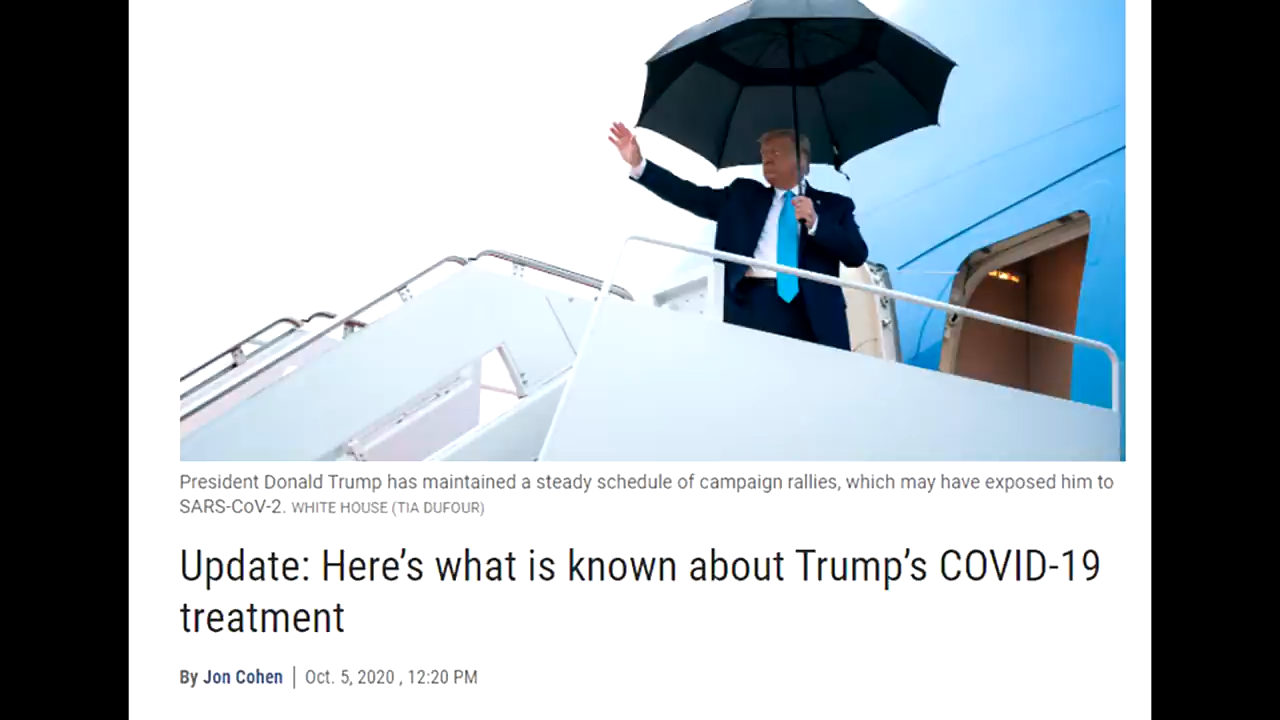 President Donald Trump has maintained a steady schedule of campaign rallies, which may have exposed him to
SARS-CoV-2. WHITE HOUSE (TIA DUFOUR)
Update: Here’s what is known about Trump’s COVID-19
treatment
By Jon Cohen | Oct. 5, 2020 , 12:20 PM